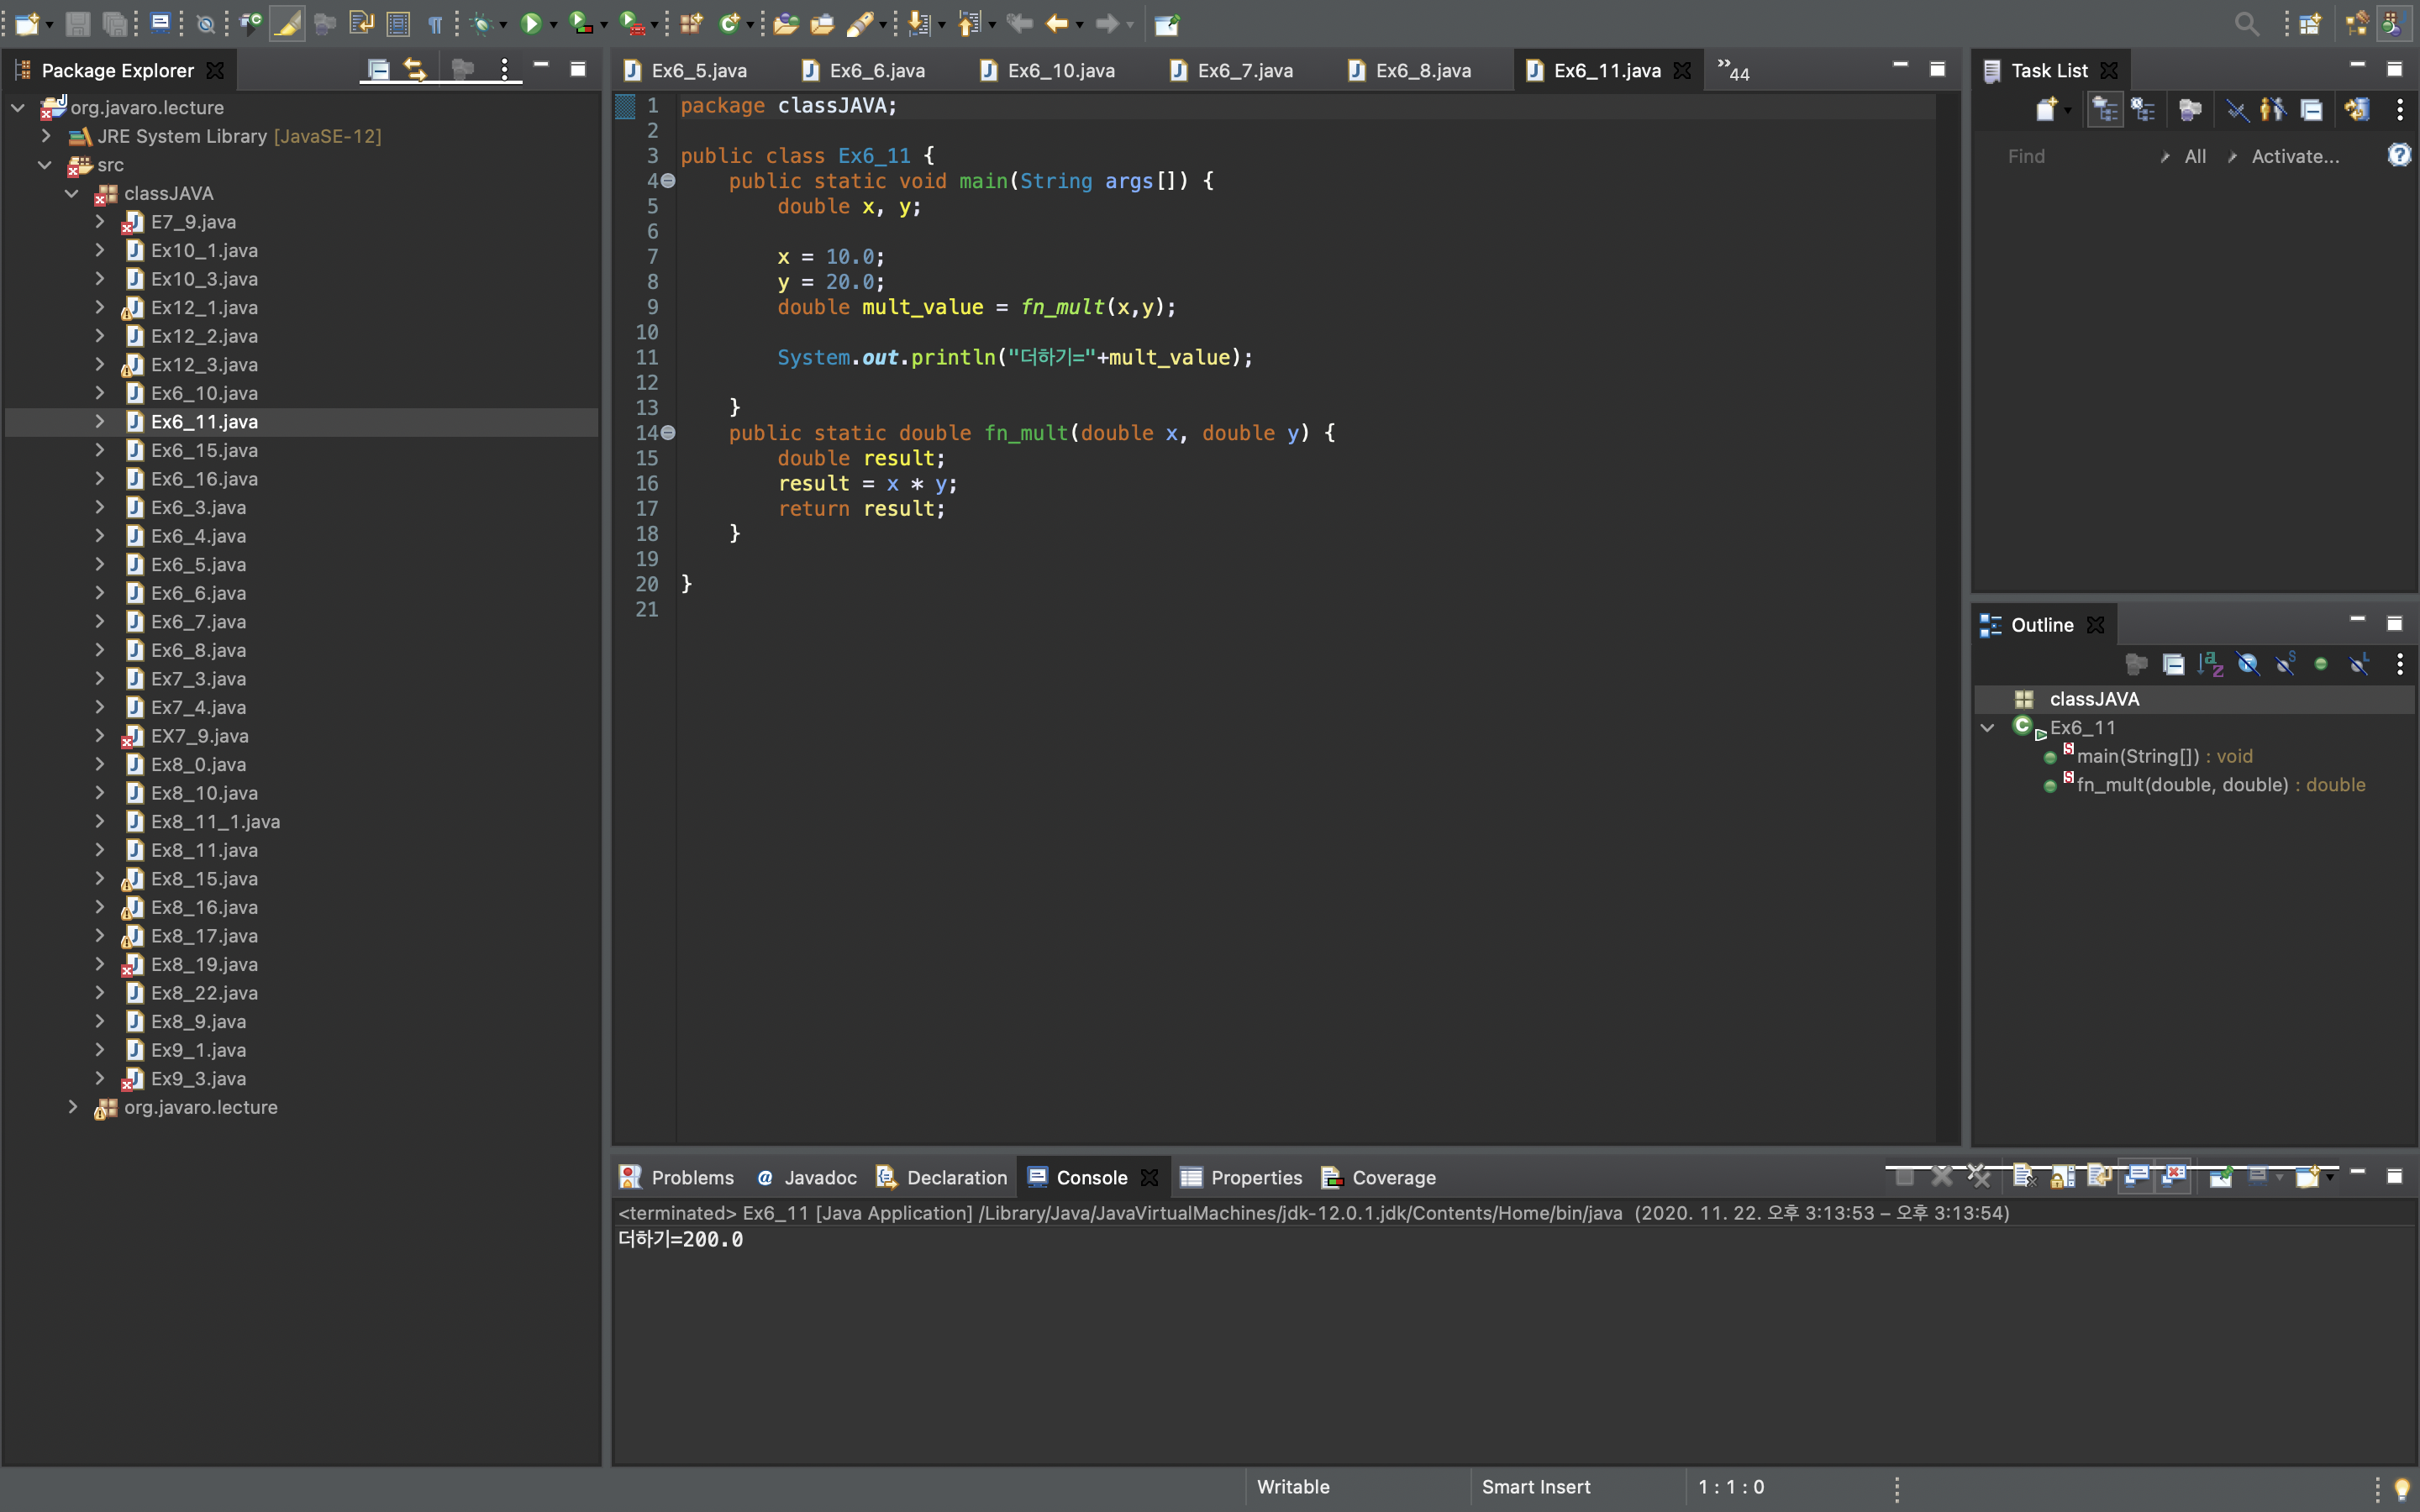 Package Explorer
org.javaro.lecture
JRE System Library [JavaSE-12]
src
classJAVA
E7_9.java
Ex10_1.java
Ex10_3.java
Ex12_1.java
Ex12_2.java
Ex12_3.java
Ex6_10.java
Ex6_11.java
Ex6_15.java
Ex6_16.java
Ex6_3.java
Ex6_4.java
Ex6_5.java
Ex6_6.java
Ex6_7.java
Ex6_8.java
Ex7_3.java
Ex7_4.java
EX7_9.java
Ex8_0.java
Ex8_10.java
Ex8_11_1.java
Ex8_11.java
Ex8_15.java
Ex8_16.java
Ex8_17.java
Ex8_19.java
Ex8_22.java
Ex8_9.java
Ex9_1.java
Ex9_3.java
org.javaro.lecture
Ex6_5.java Ex6_6.java Ex6_10.java Ex6_7.java Ex6_8.java Ex6_11.java »44
1 package classJAVA;
2
3 public class Ex6_11 {
4 public static void main(String args[]) {
5 double x, y;
6
7 x = 10.0;
8 y = 20.0;
9 double mult_value = fn_mult(x,y);
10
11 System.out.println("더하기="+mult_value);
12
13 }
14 public static double fn_mult(double x, double y) {
15 double result;
16 result = x * y;
17 return result;
18 }
19
20 }
21
Task List
Find All Activate...
Outline
classJAVA
Ex6_11
main(String[]) : void
fn_mult(double, double) : double
Problems Javadoc Declaration Console Properties Coverage
<terminated> Ex6_11 [Java Application] /Library/Java/JavaVirtualMachines/jdk-12.0.1.jdk/Contents/Home/bin/java (2020. 11. 22. 오후 3:13:53 – 오후 3:13:54)
더하기=200.0
Writable Smart Insert 1 : 1 : 0